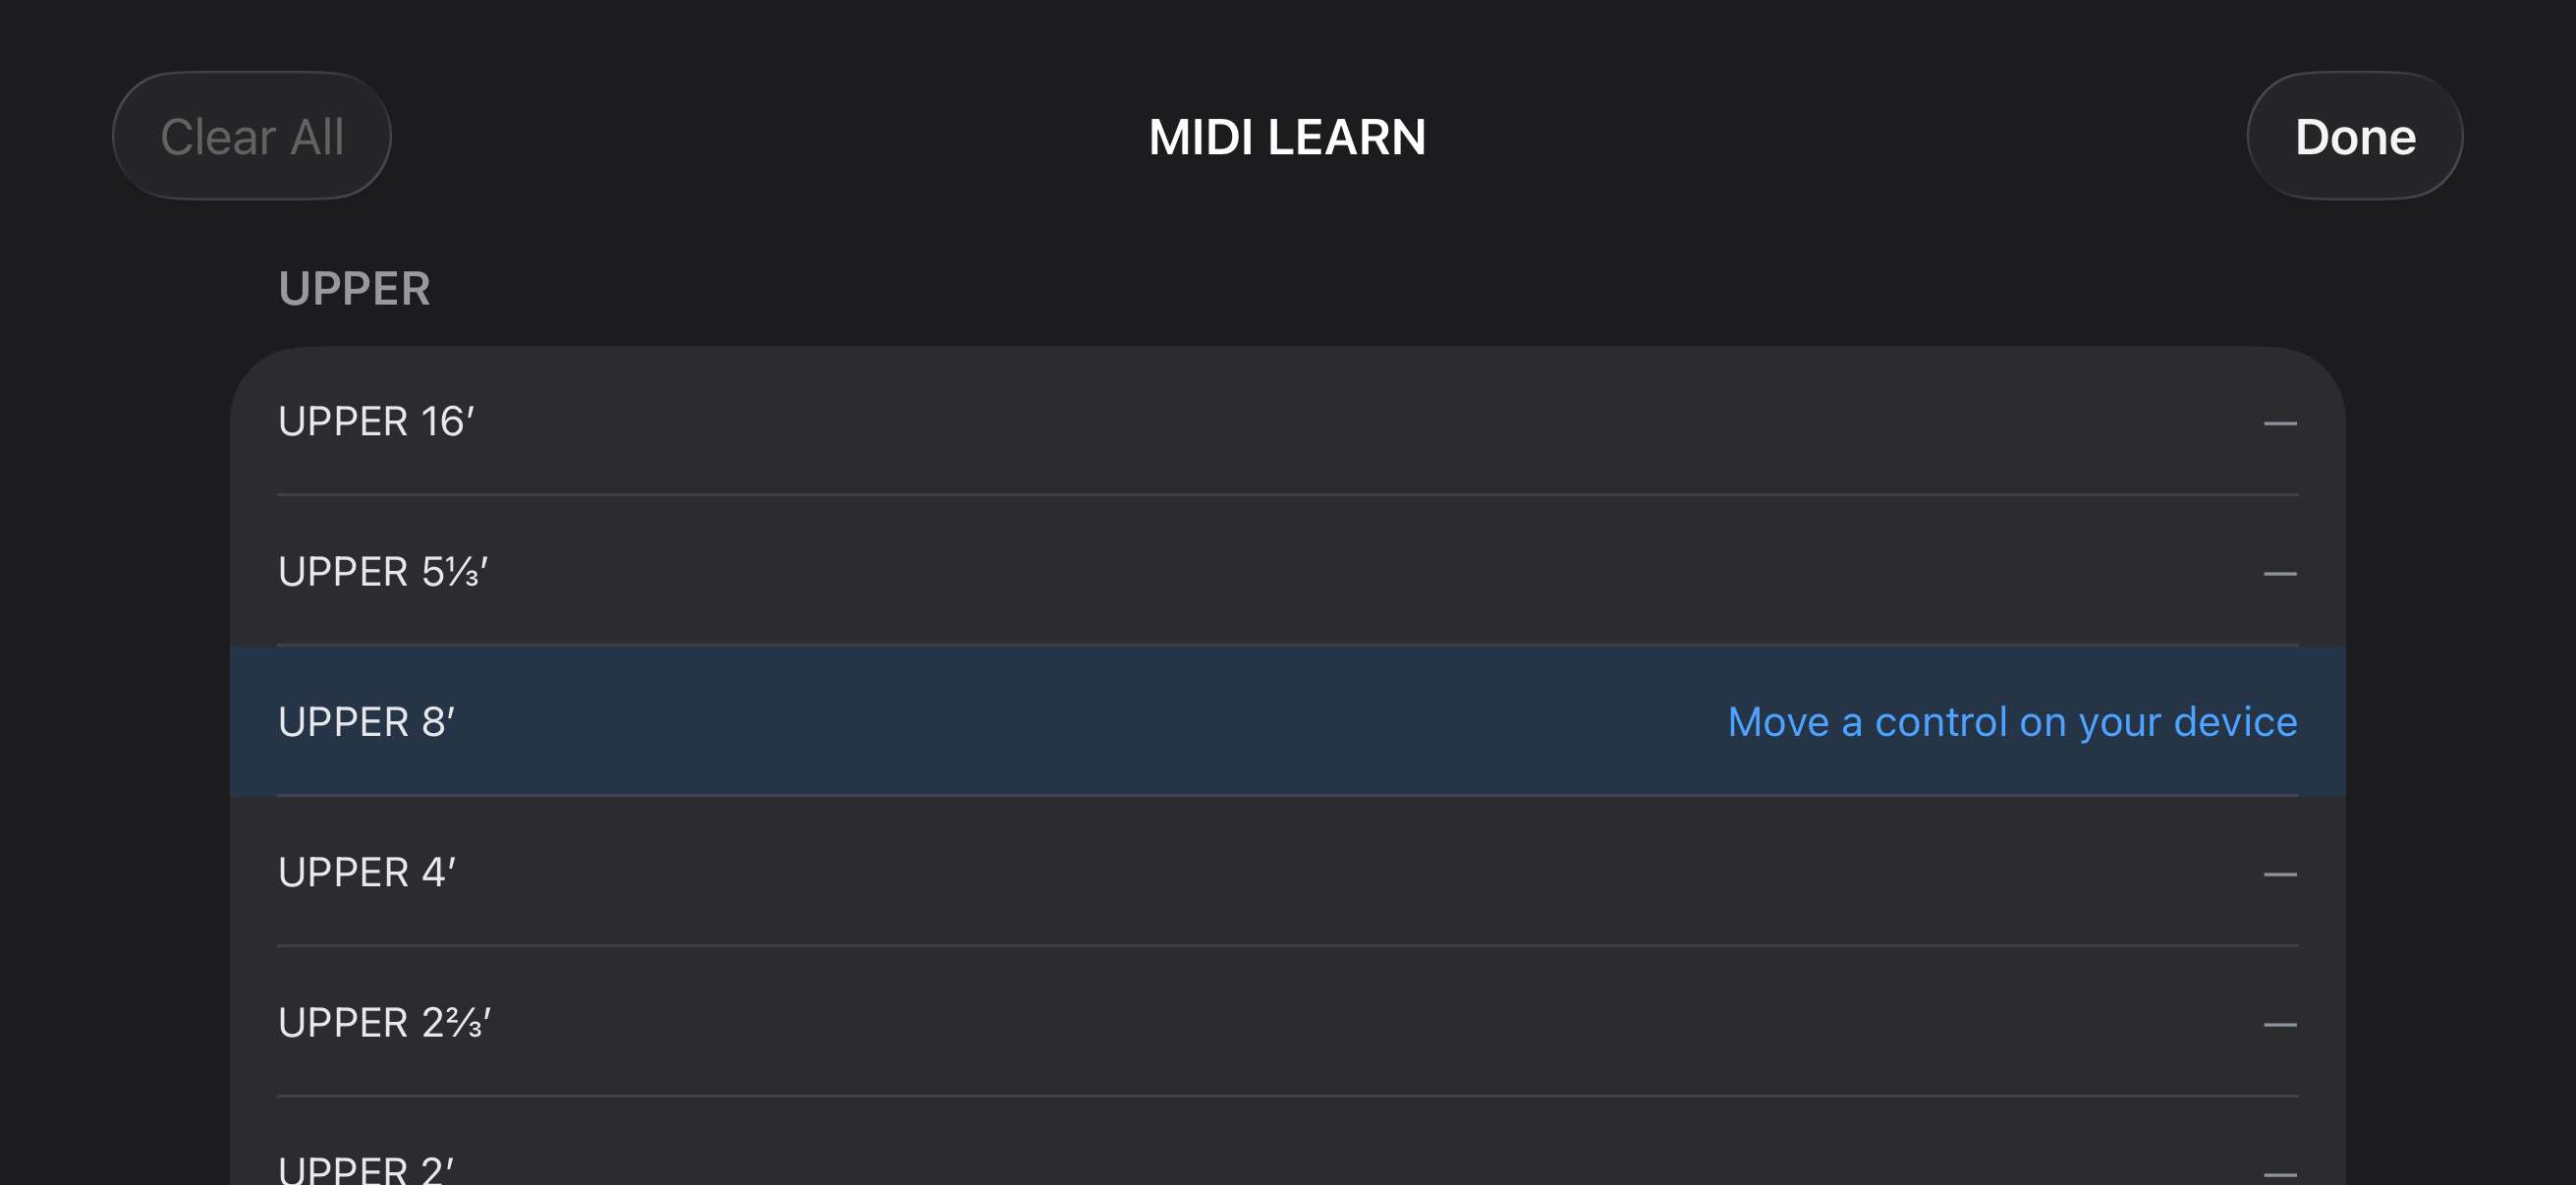 Clear All
MIDI LEARN
Done
UPPER
UPPER 16′ —
UPPER 5⅓′ —
UPPER 8′ Move a control on your device
UPPER 4′ —
UPPER 2⅔′ —
UPPER 2′ —